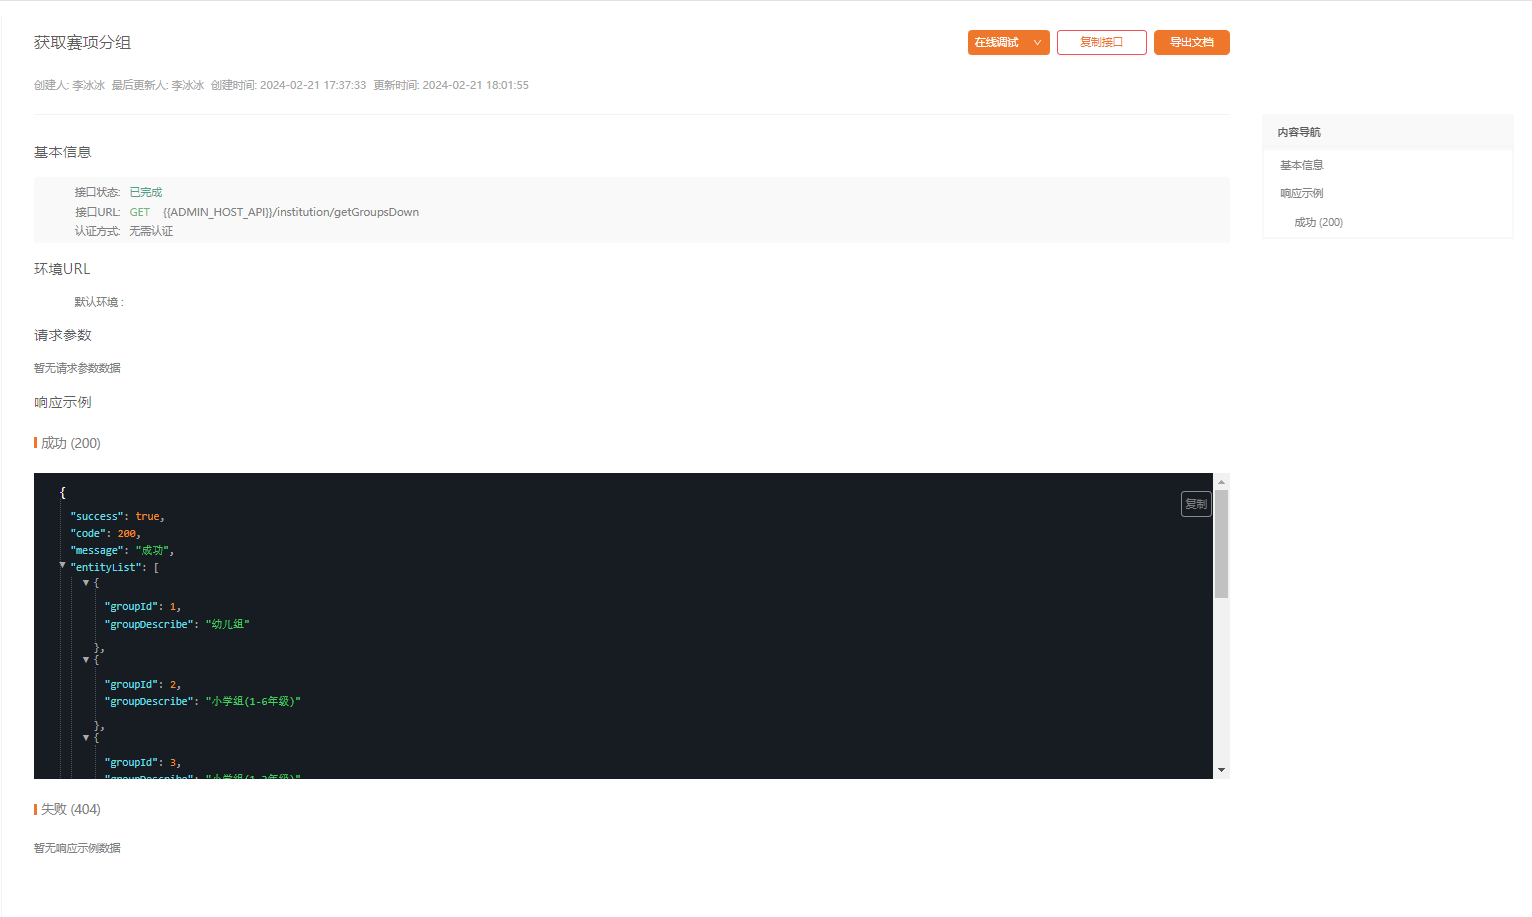 获取赛项分组
在线调试
复制接口
导出文档
创建人: 李冰冰 最后更新人: 李冰冰 创建时间: 2024-02-21 17:37:33 更新时间: 2024-02-21 18:01:55
内容导航
基本信息
响应示例
成功 (200)
基本信息
接口状态: 已完成
接口URL: GET {{ADMIN_HOST_API}}/institution/getGroupsDown
认证方式: 无需认证
环境URL
默认环境 :
请求参数
暂无请求参数数据
响应示例
成功 (200)
复制
{
"success": true,
"code": 200,
"message": "成功",
"entityList": [
{
"groupId": 1,
"groupDescribe": "幼儿组"
},
{
"groupId": 2,
"groupDescribe": "小学组(1-6年级)"
},
{
"groupId": 3,
"groupDescribe": "小学组(1-3年级)"
失败 (404)
暂无响应示例数据